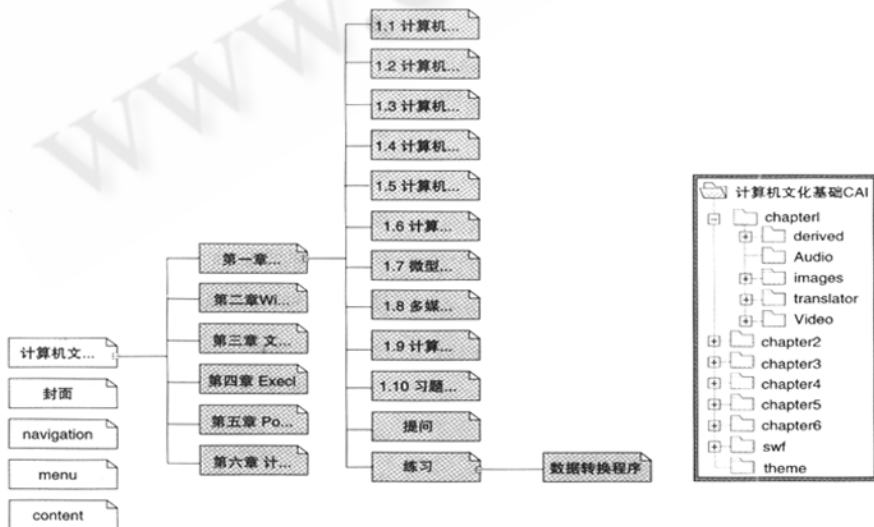 1.1 计算机...
1.2 计算机...
1.3 计算机...
1.4 计算机...
1.5 计算机...
1.6 计算...
1.7 微型...
1.8 多媒...
1.9 计算...
1.10 习题...
提问
练习
数据转换程序
第一章...
第二章Wi...
第三章 文...
第四章 Execl
第五章 Po...
第六章 计...
计算机文...
封面
navigation
menu
content
计算机文化基础CAI
chapterl
derived
Audio
images
translator
Video
chapter2
chapter3
chapter4
chapter5
chapter6
swf
theme
www